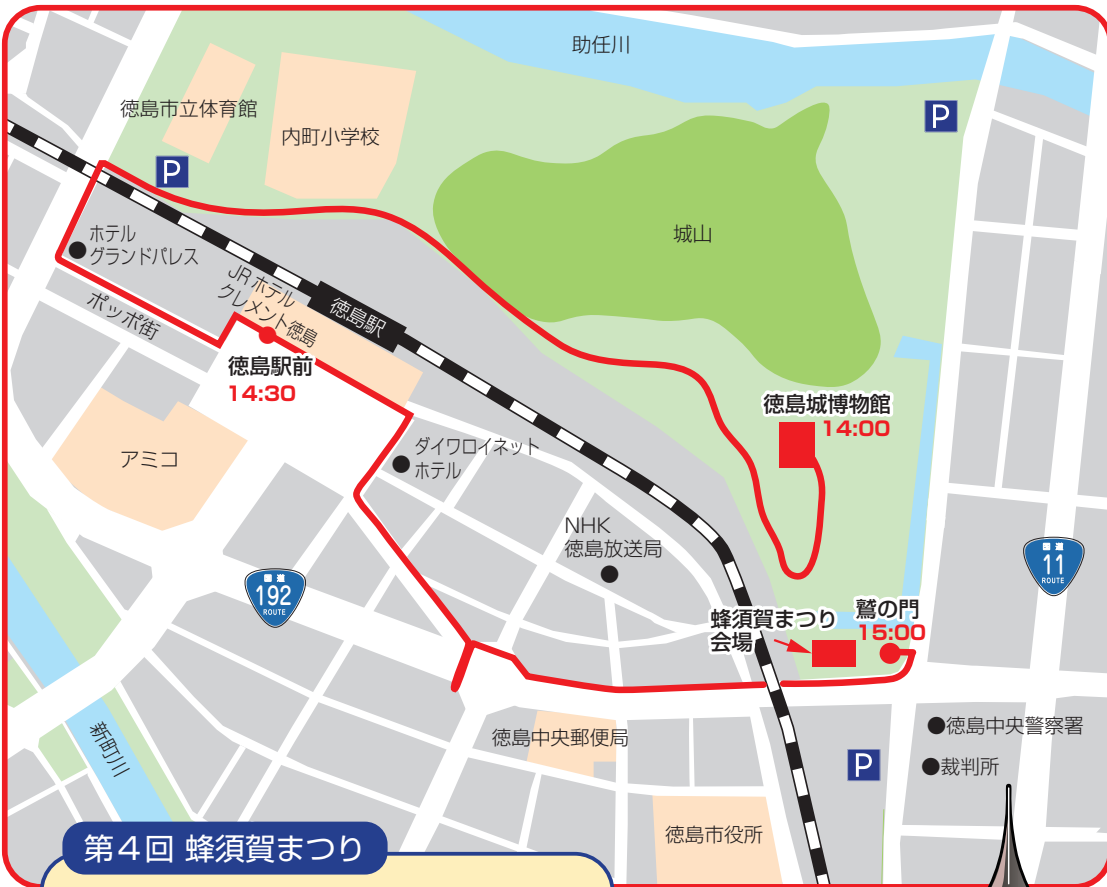 助任川
徳島市立体育館
内町小学校
P
P
城山
ホテル
グランドパレス
JRホテル
クレメント徳島
徳島駅
ポッポ街
徳島駅前
14:30
徳島城博物館
14:00
アミコ
ダイワロイネット
ホテル
NHK
徳島放送局
国道
11
ROUTE
国道
192
ROUTE
蜂須賀まつり
会場
鷲の門
15:00
新町川
徳島中央郵便局
徳島中央警察署
裁判所
P
徳島市役所
第4回 蜂須賀まつり